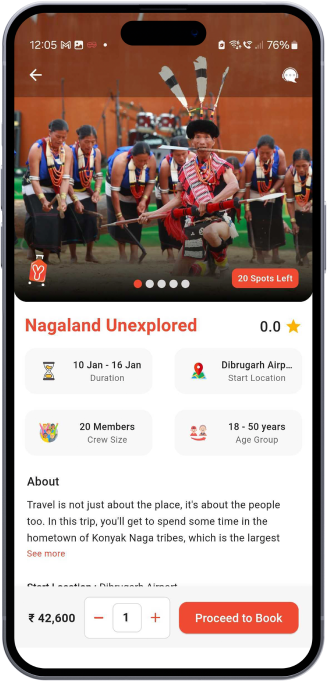 12:05 76%
20 Spots Left
Nagaland Unexplored 0.0
10 Jan - 16 Jan
Duration
Dibrugarh Airp...
Start Location
20 Members
Crew Size
18 - 50 years
Age Group
About
Travel is not just about the place, it's about the people
too. In this trip, you'll get to spend some time in the
hometown of Konyak Naga tribes, which is the largest
See more
Start Location : Dibrugarh Airport
₹ 42,600 − 1 + Proceed to Book